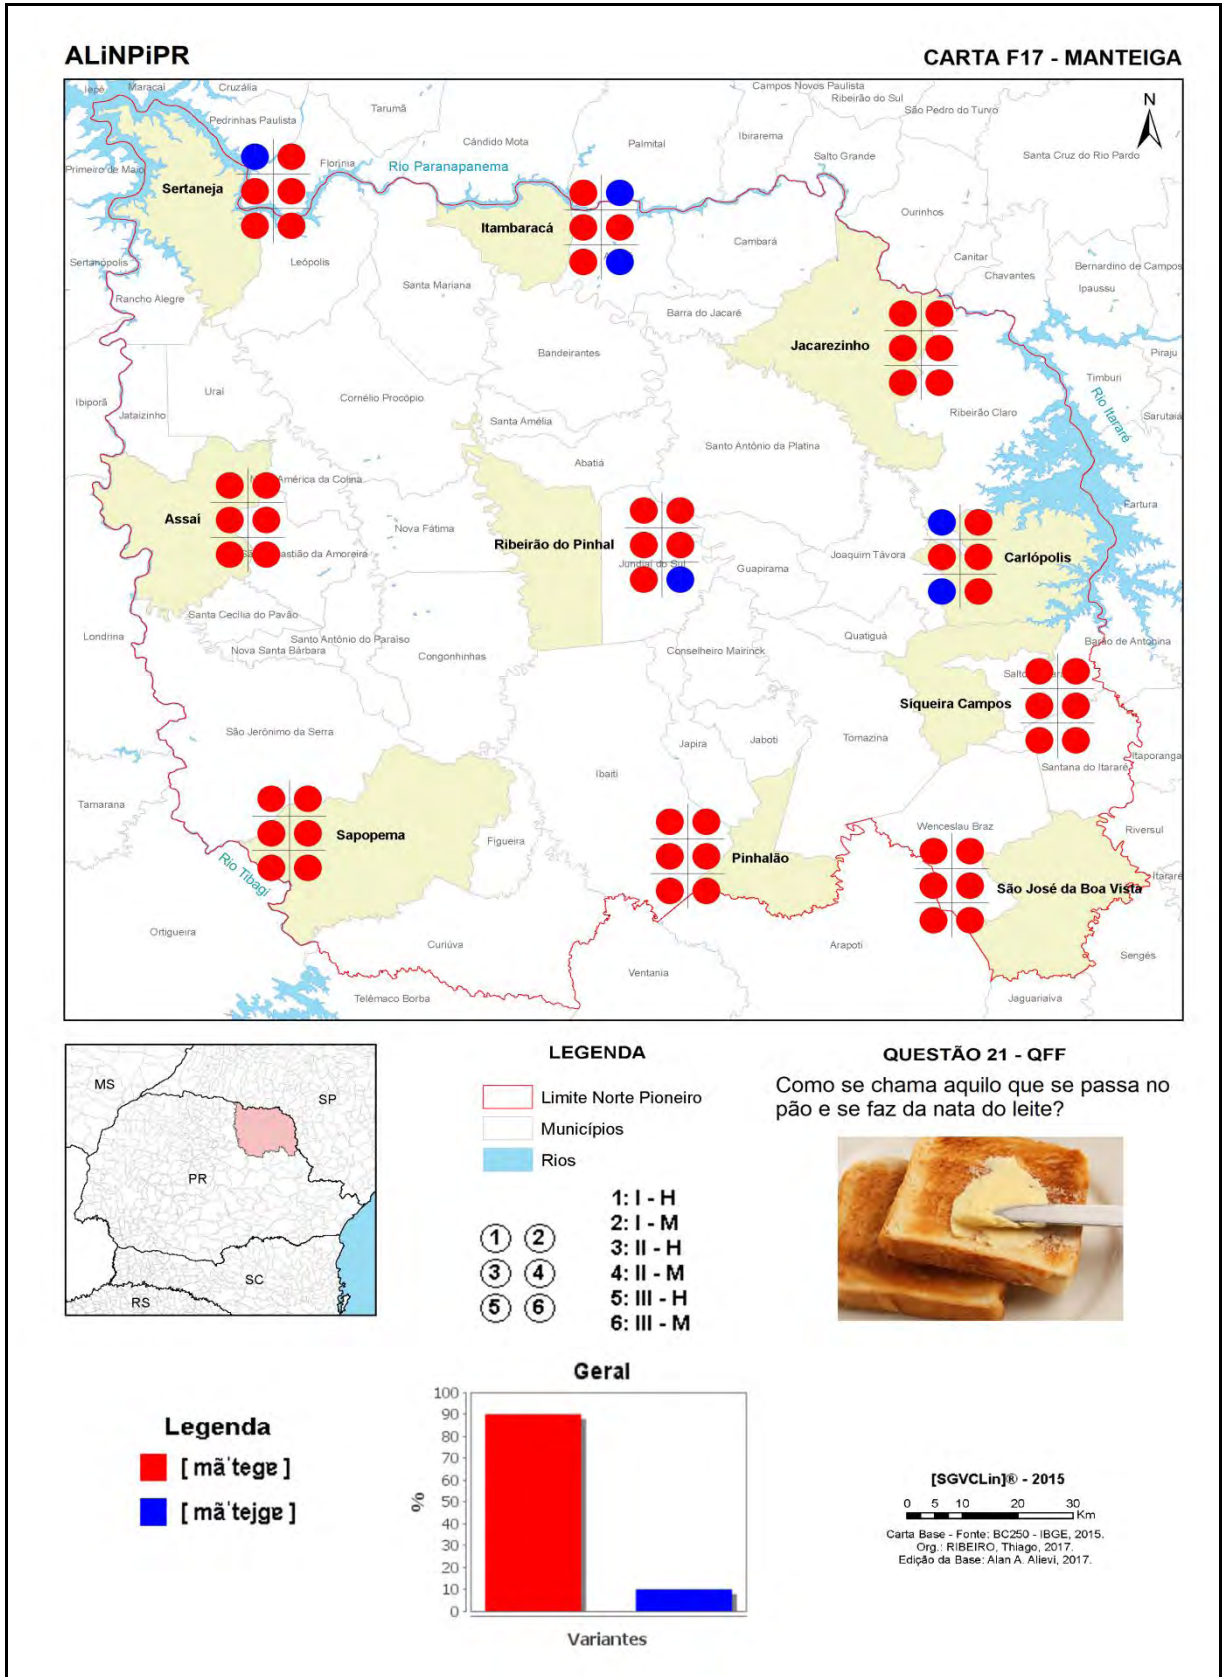 ALiNPiPR
CARTA F17 - MANTEIGA
Iepê
Maracaí
Cruzália
Pedrinhas Paulista
Tarumã
Cândido Mota
Florínia
Rio Paranapanema
Palmital
Campos Novos Paulista
Ribeirão do Sul
São Pedro do Turvo
Ibirarema
Salto Grande
Santa Cruz do Rio Pardo
N
Primeiro de Maio
Sertaneja
Itambaracá
Ourinhos
Cambará
Canitar
Chavantes
Bernardino de Campos
Ipaussu
Sertanópolis
Leópolis
Rancho Alegre
Santa Mariana
Barra do Jacaré
Jacarezinho
Bandeirantes
Piraju
Timburi
Rio Itararé
Sarutaiá
Ibiporã
Jataizinho
Uraí
Cornélio Procópio
Santa Amélia
Ribeirão Claro
Santo Antônio da Platina
Abatiá
América da Colina
Assaí
Nova Fátima
Ribeirão do Pinhal
Jundiaí do Sul
Guapirama
Joaquim Távora
Carlópolis
Fartura
Santa Cecília do Pavão
Santo Antônio do Paraíso
Nova Santa Bárbara
Londrina
Congonhinhas
Conselheiro Mairinck
Quatiguá
Barão de Antonina
Siqueira Campos
São Jerônimo da Serra
Japira
Jaboti
Tomazina
Santana do Itararé
Itaporanga
Ibaiti
Tamarana
Sapopema
Figueira
Pinhalão
Wenceslau Braz
Riversul
São José da Boa Vista
Itararé
Rio Tibagi
Ortigueira
Curiúva
Ventania
Arapoti
Sengés
Telêmaco Borba
Jaguariaíva
MS
SP
PR
SC
RS
LEGENDA
Limite Norte Pioneiro
Municípios
Rios
1 2
3 4
5 6
1: I - H
2: I - M
3: II - H
4: II - M
5: III - H
6: III - M
QUESTÃO 21 - QFF
Como se chama aquilo que se passa no
pão e se faz da nata do leite?
Legenda
[ mãˈtegɐ ]
[ mãˈtejgɐ ]
Geral
100
90
80
70
60
50
40
30
20
10
0
%
Variantes
[SGVCLin]® - 2015
0 5 10 20 30
Km
Carta Base - Fonte: BC250 - IBGE, 2015.
Org.: RIBEIRO, Thiago, 2017.
Edição da Base: Alan A. Alievi, 2017.